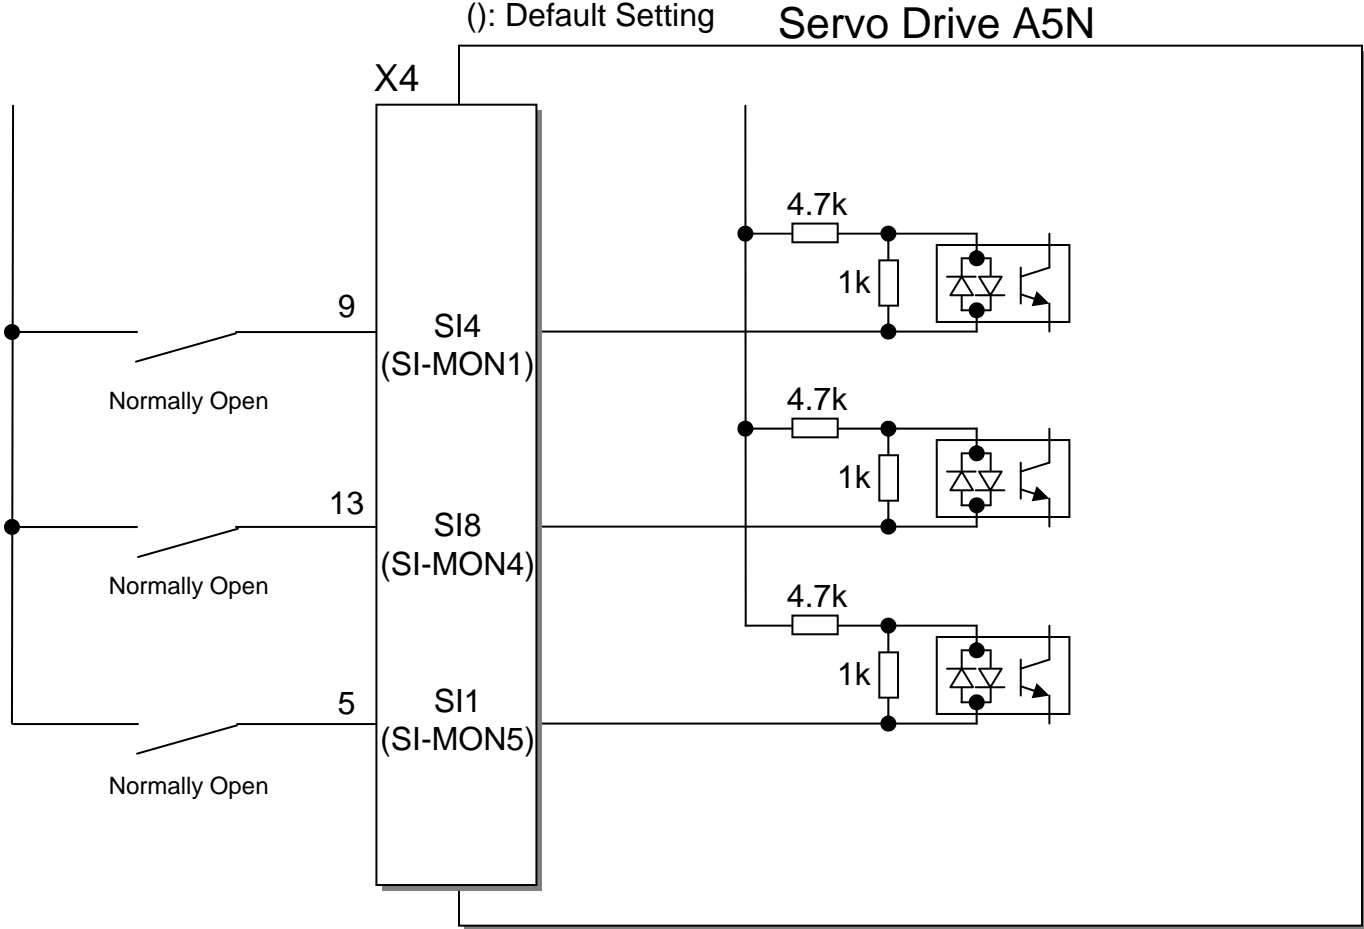 (): Default Setting
Servo Drive A5N
X4
4.7k
1k
9
SI4
(SI-MON1)
Normally Open
4.7k
1k
13
SI8
(SI-MON4)
Normally Open
4.7k
1k
5
SI1
(SI-MON5)
Normally Open